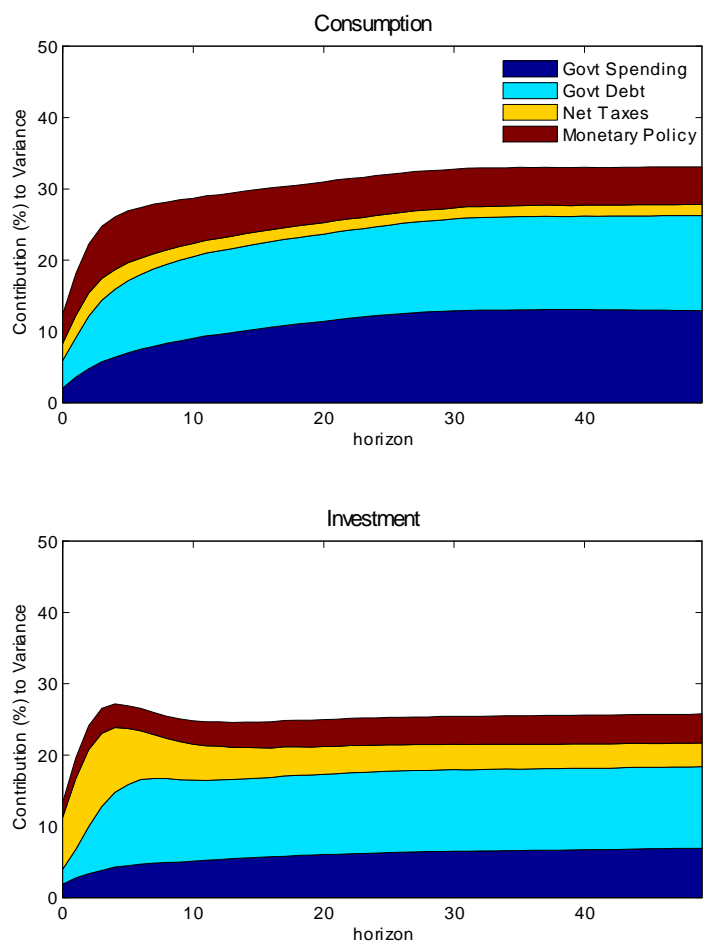 Consumption
50
40
30
20
10
0
Contribution (%) to Variance
Govt Spending
Govt Debt
Net Taxes
Monetary Policy
0 10 20 30 40
horizon
Investment
50
40
30
20
10
0
Contribution (%) to Variance
0 10 20 30 40
horizon